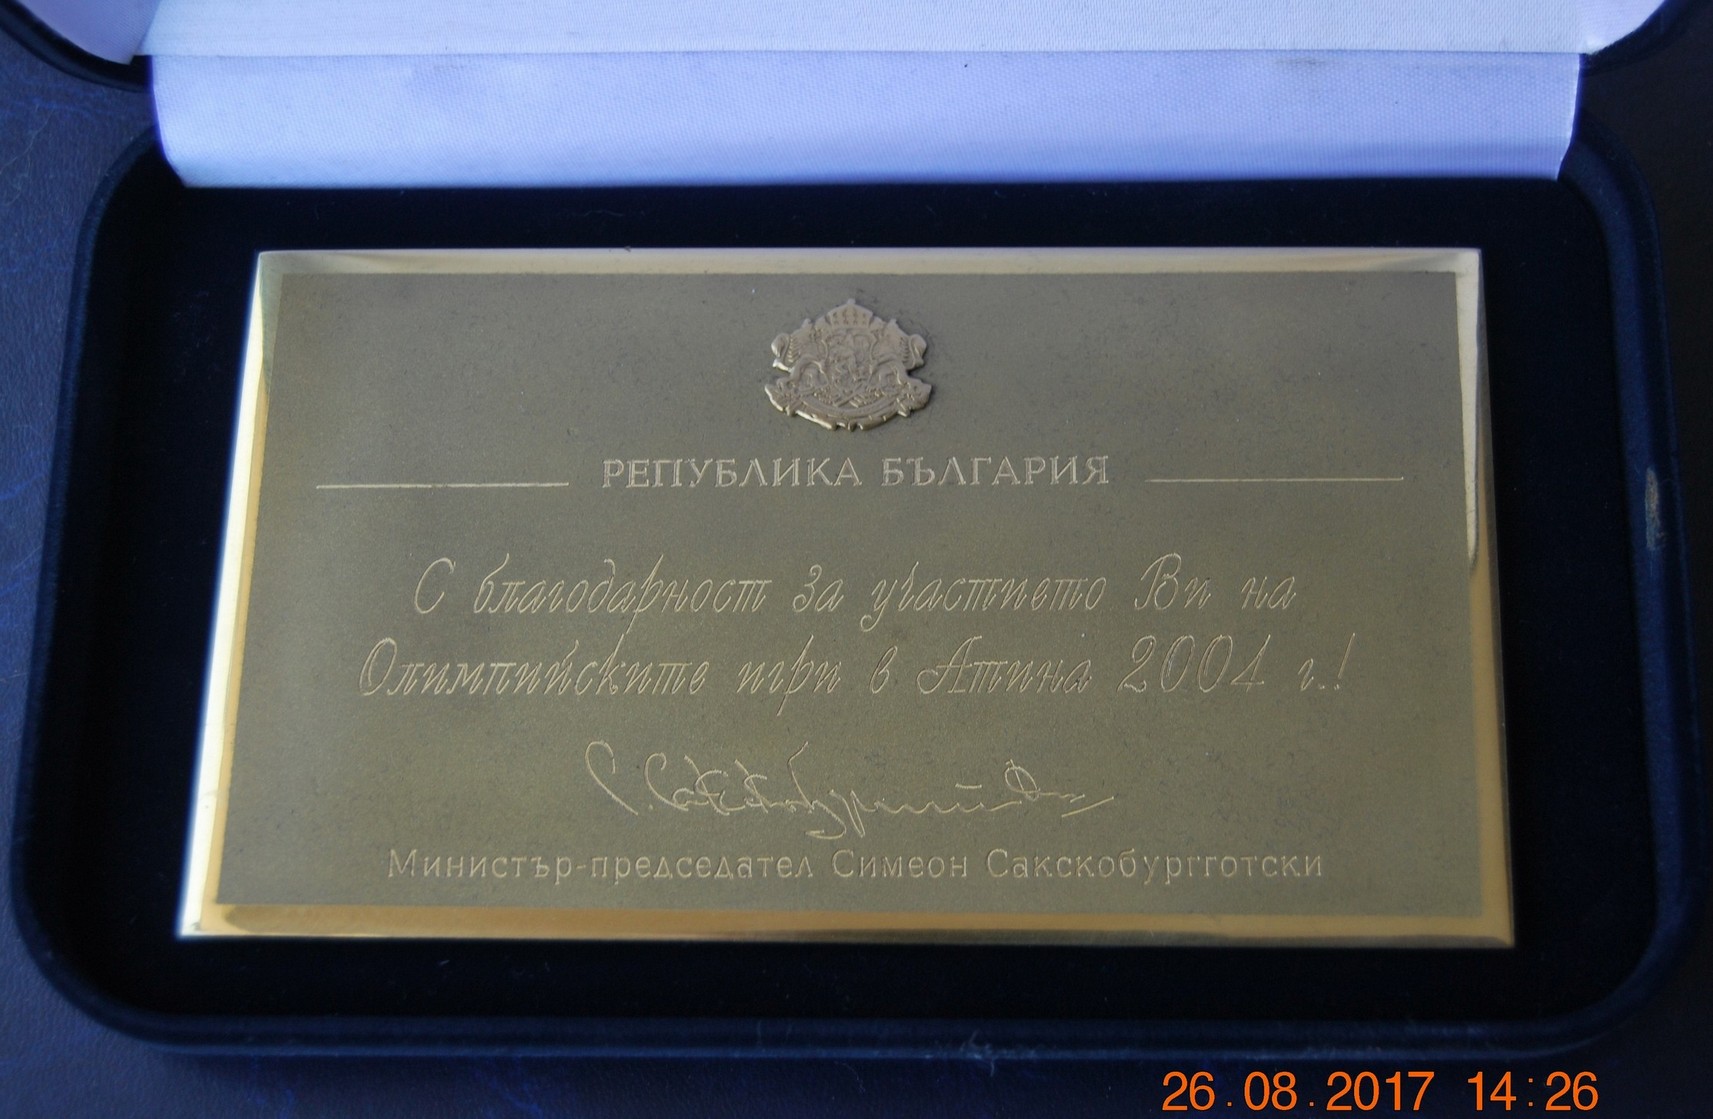 РЕПУБЛИКА БЪЛГАРИЯ
С благодарност за участието Ви на
Олимпийските игри в Атина 2004 г.!
С. Сакскобургготски
Министър-председател Симеон Сакскобургготски
26.08.2017 14:26